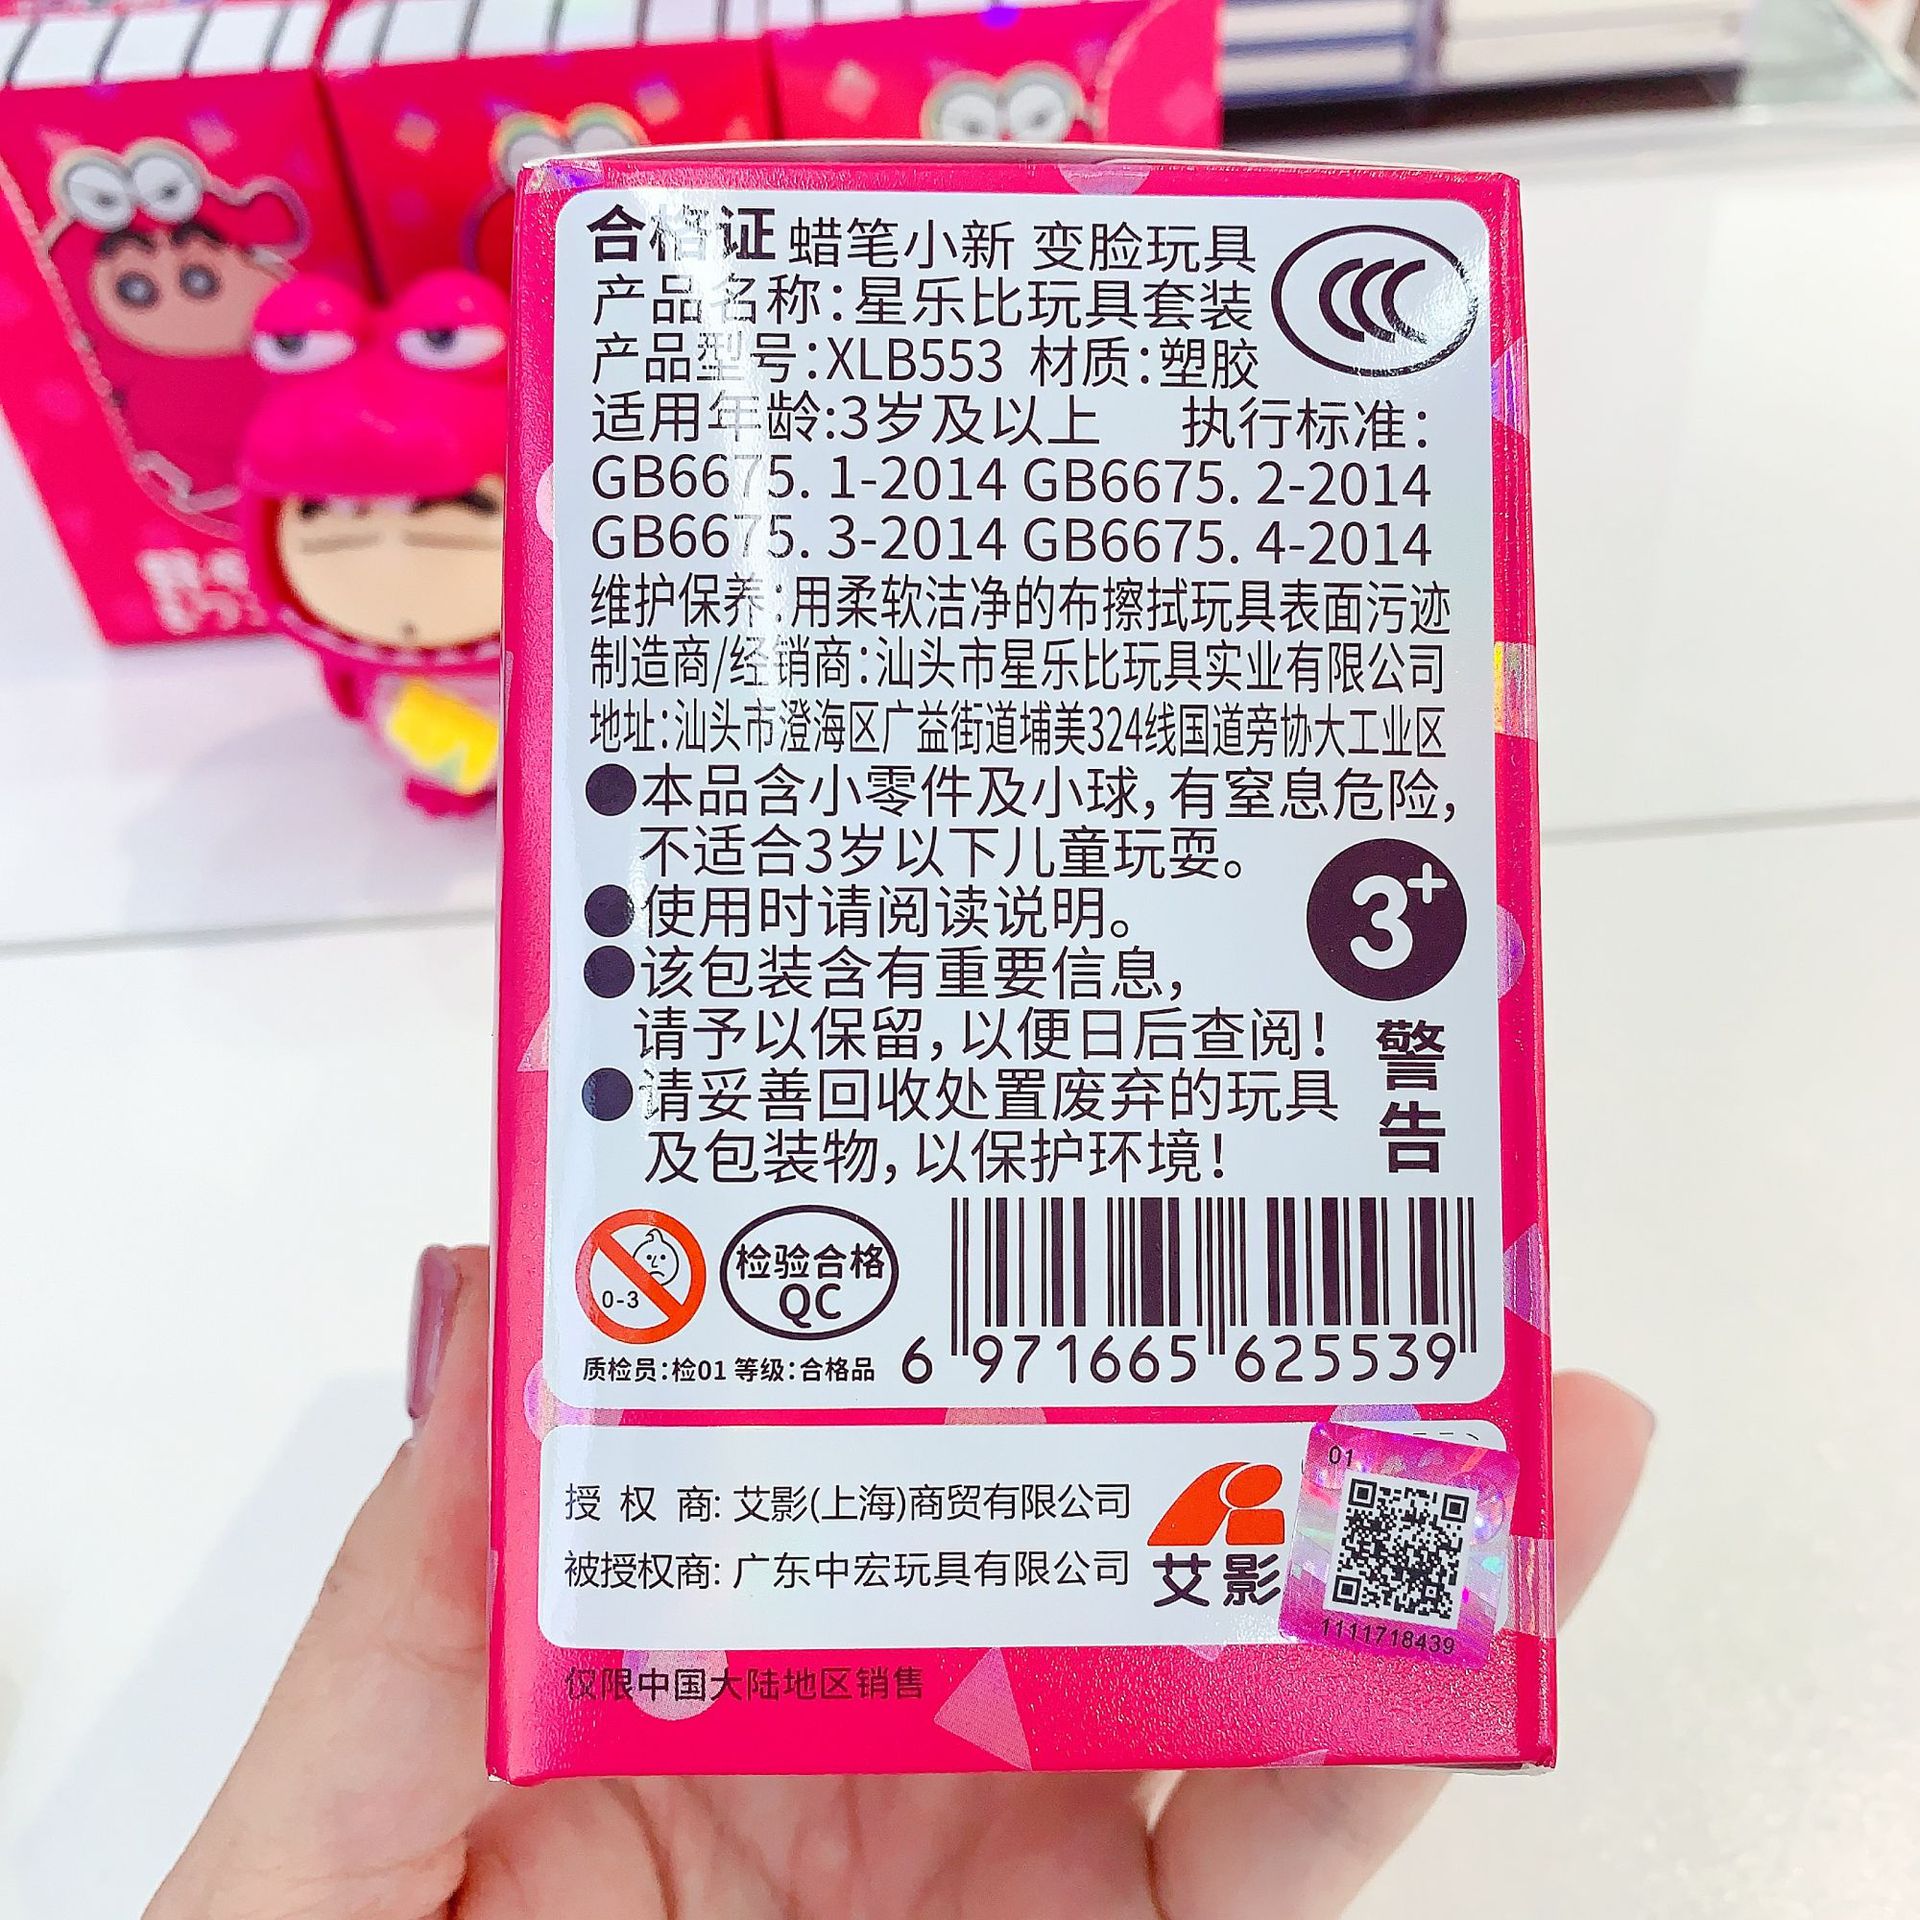 合格证 蜡笔小新 变脸玩具
产品名称:星乐比玩具套装
产品型号:XLB553 材质:塑胶
适用年龄:3岁及以上 执行标准:
GB6675. 1-2014 GB6675. 2-2014
GB6675. 3-2014 GB6675. 4-2014
维护保养:用柔软洁净的布擦拭玩具表面污迹
制造商/经销商:汕头市星乐比玩具实业有限公司
地址:汕头市澄海区广益街道埔美324线国道旁协大工业区
●本品含小零件及小球,有窒息危险,
不适合3岁以下儿童玩耍。
●使用时请阅读说明。
●该包装含有重要信息,
请予以保留,以便日后查阅!
●请妥善回收处置废弃的玩具
及包装物,以保护环境!
3+
警告
0-3
检验合格
QC
质检员:检01 等级:合格品
6 971665 625539
授 权 商: 艾影(上海)商贸有限公司
被授权商: 广东中宏玩具有限公司
艾影
01
1111718439
仅限中国大陆地区销售